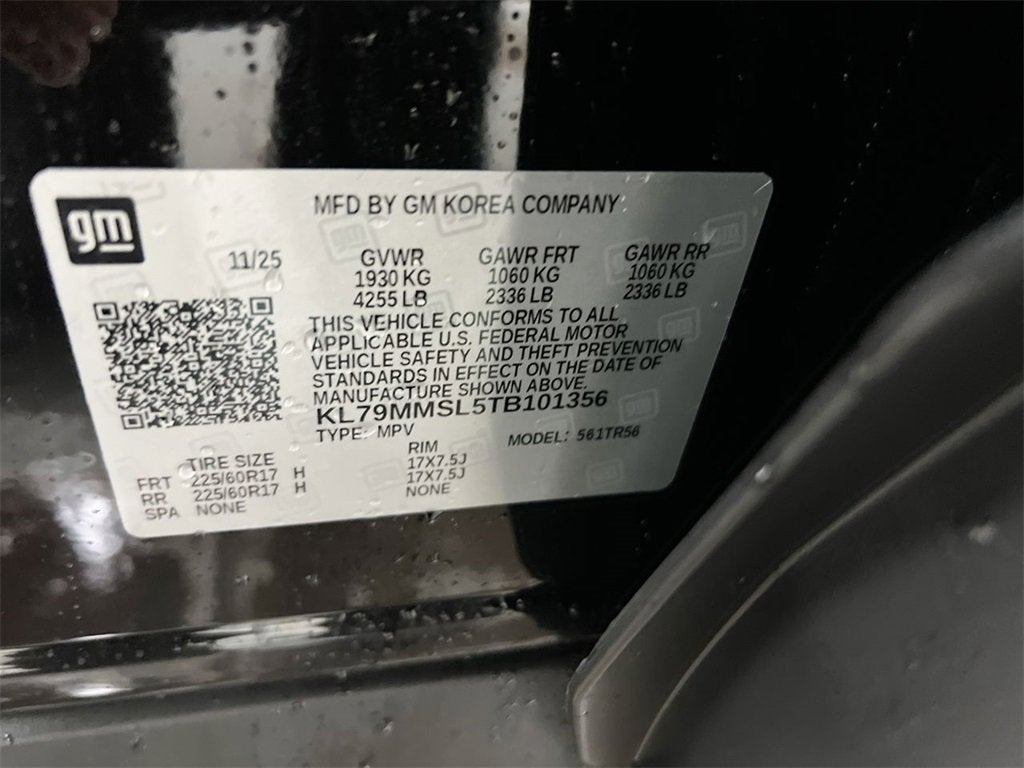 gm
MFD BY GM KOREA COMPANY
11/25 GVWR GAWR FRT GAWR RR
1930 KG 1060 KG 1060 KG
4255 LB 2336 LB 2336 LB
THIS VEHICLE CONFORMS TO ALL
APPLICABLE U.S. FEDERAL MOTOR
VEHICLE SAFETY AND THEFT PREVENTION
STANDARDS IN EFFECT ON THE DATE OF
MANUFACTURE SHOWN ABOVE.
KL79MMSL5TB101356
TYPE: MPV MODEL: 561TR56
TIRE SIZE RIM
FRT 225/60R17 H 17X7.5J
RR 225/60R17 H 17X7.5J
SPA NONE NONE